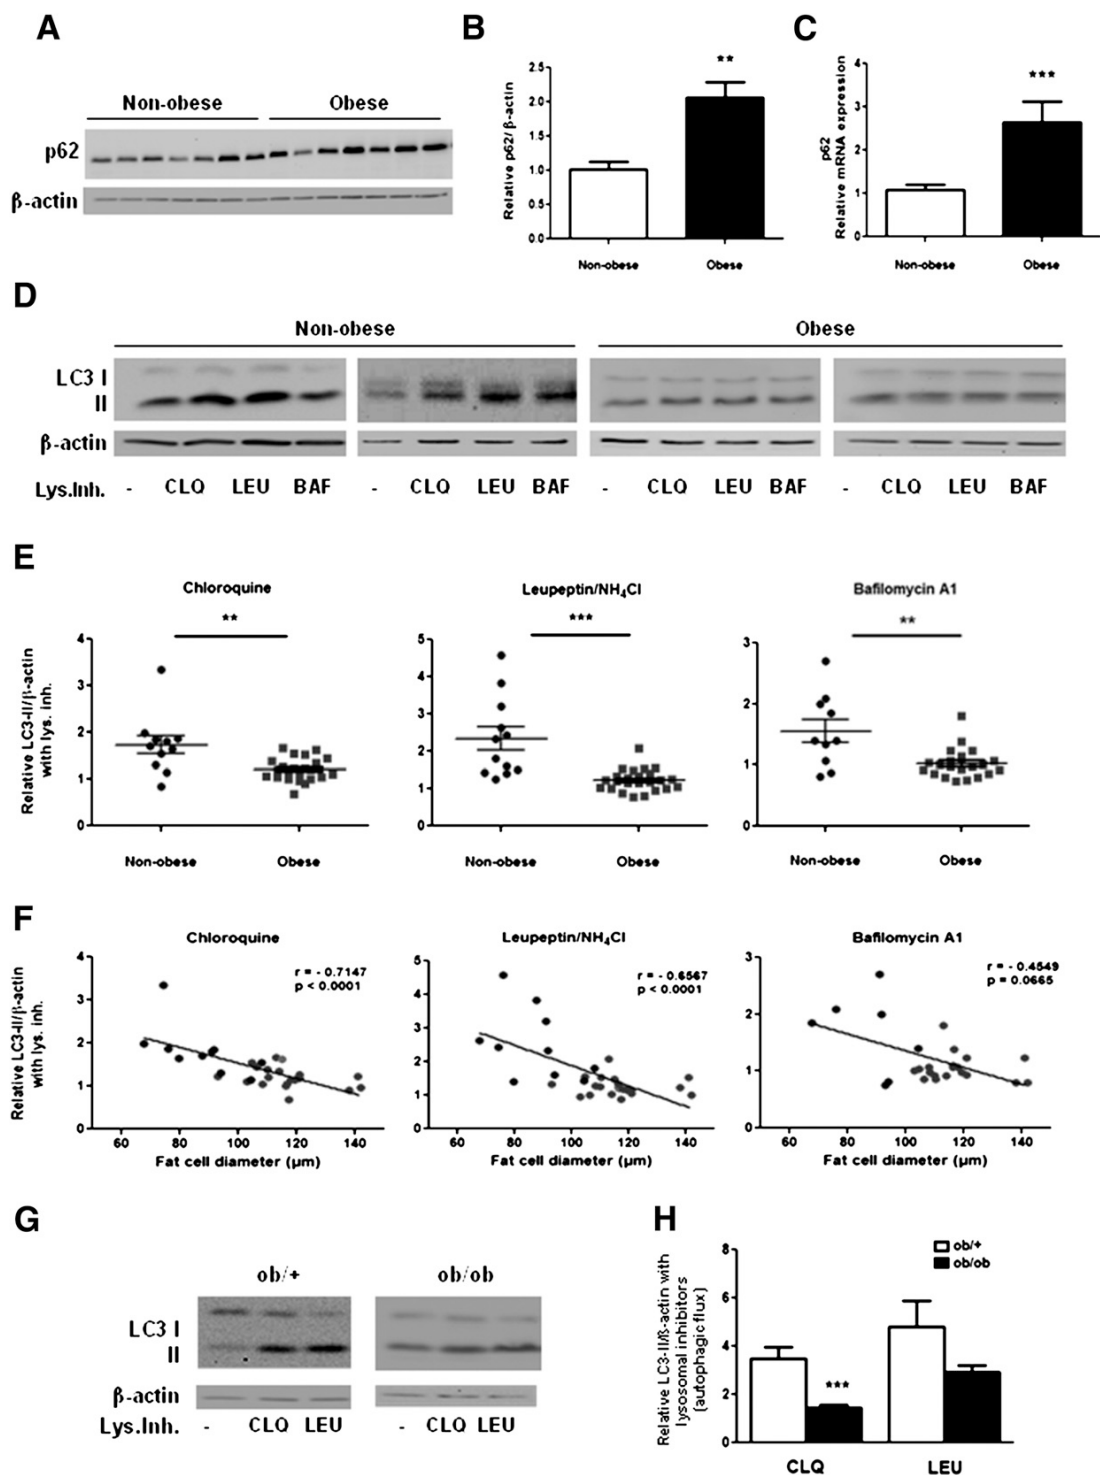 A
Non-obese Obese
p62
β-actin
B
**
Relative p62/ β-actin
2.5
2.0
1.5
1.0
0.5
0.0
Non-obese Obese
C
***
p62
Relative mRNA expression
4
3
2
1
0
Non-obese Obese
D
Non-obese Obese
LC3 I
II
β-actin
Lys.Inh. - CLQ LEU BAF - CLQ LEU BAF - CLQ LEU BAF - CLQ LEU BAF
E
Chloroquine
**
Relative LC3-II/β-actin
with lys. inh.
4
3
2
1
0
Non-obese Obese
Leupeptin/NH4Cl
***
5
4
3
2
1
0
Non-obese Obese
Bafilomycin A1
**
3
2
1
0
Non-obese Obese
F
Chloroquine
r = - 0.7147
p < 0.0001
Relative LC3-II/β-actin
with lys. inh.
4
3
2
1
0
60 80 100 120 140
Fat cell diameter (µm)
Leupeptin/NH4Cl
r = - 0.6567
p < 0.0001
5
4
3
2
1
0
60 80 100 120 140
Fat cell diameter (µm)
Bafilomycin A1
r = - 0.4549
p = 0.0665
3
2
1
0
60 80 100 120 140
Fat cell diameter (µm)
G
ob/+ ob/ob
LC3 I
II
β-actin
Lys.Inh. - CLQ LEU - CLQ LEU
H
ob/+
ob/ob
Relative LC3-II/ß-actin with
lysosomal inhibitors
(autophagic flux)
8
6
4
2
0
***
CLQ LEU